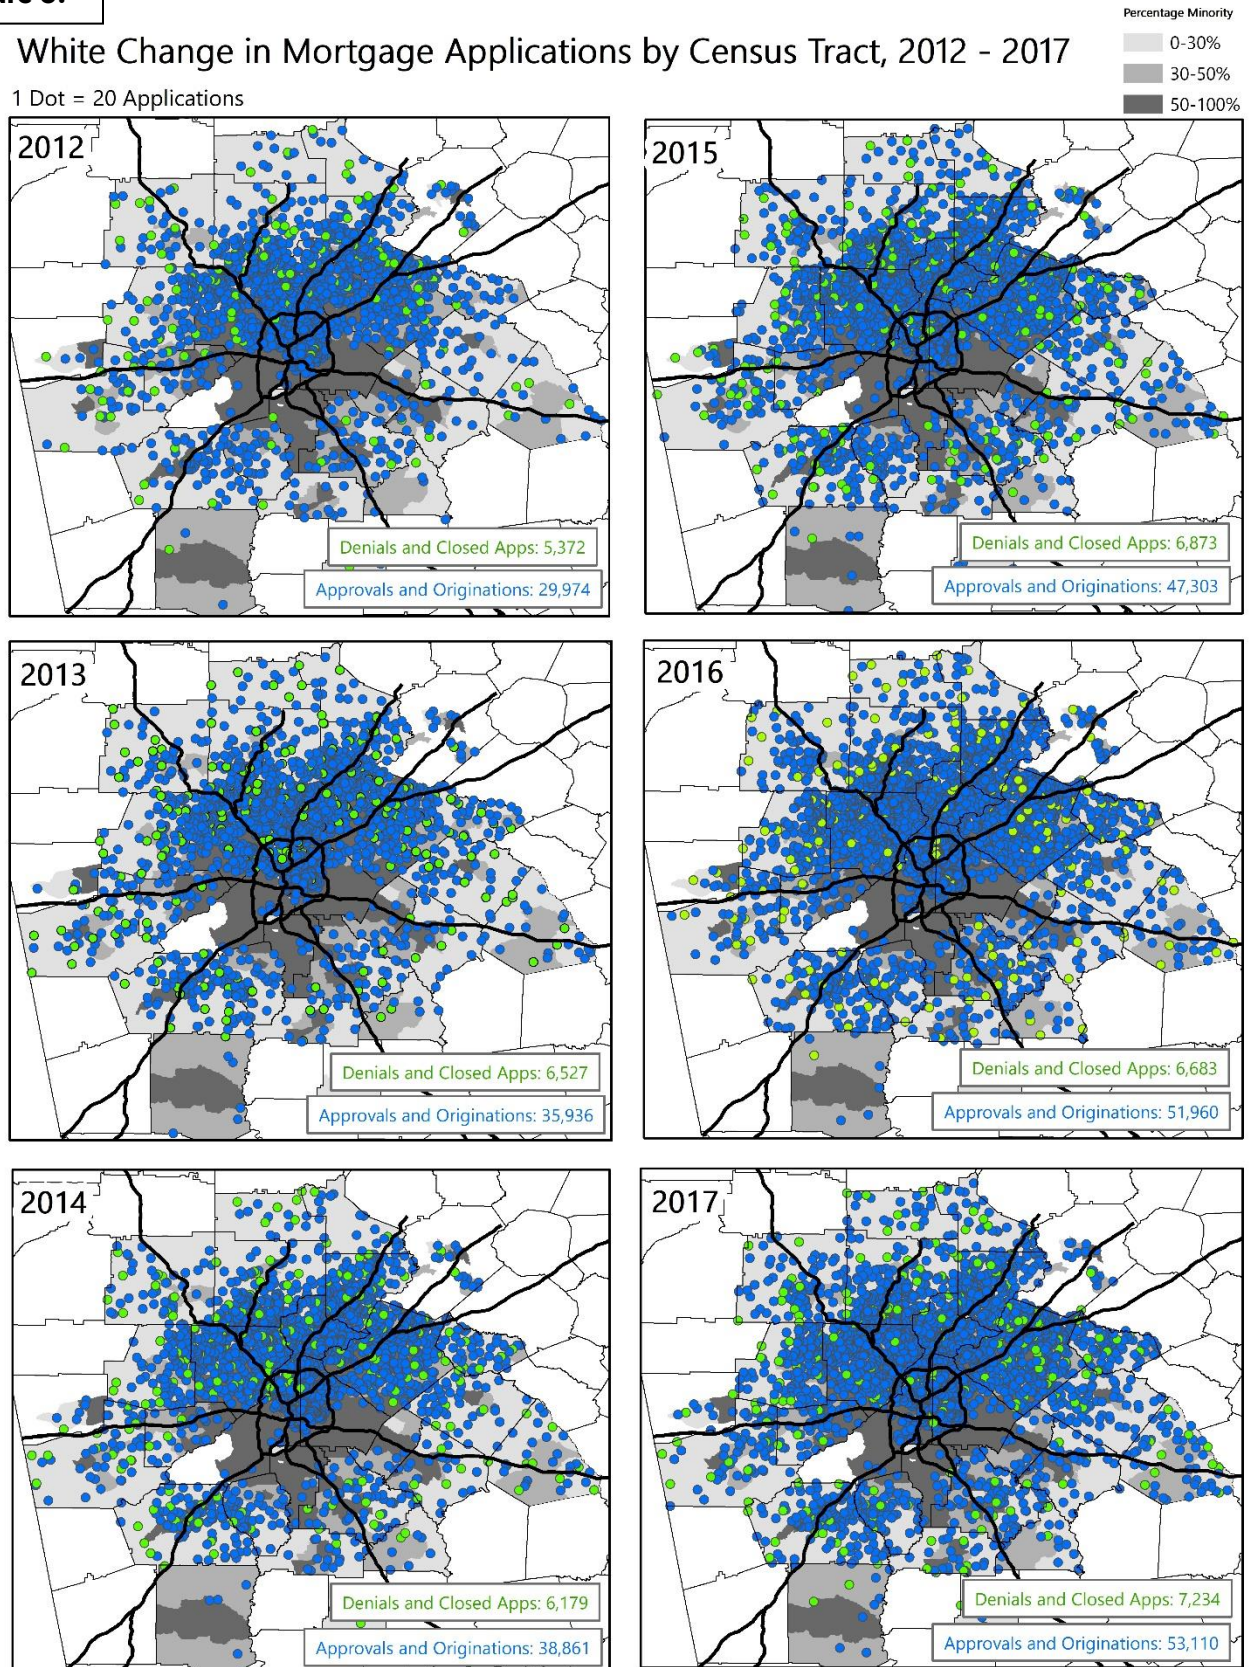 Percentage Minority
0-30%
30-50%
50-100%
White Change in Mortgage Applications by Census Tract, 2012 - 2017
1 Dot = 20 Applications
2012
Denials and Closed Apps: 5,372
Approvals and Originations: 29,974
2015
Denials and Closed Apps: 6,873
Approvals and Originations: 47,303
2013
Denials and Closed Apps: 6,527
Approvals and Originations: 35,936
2016
Denials and Closed Apps: 6,683
Approvals and Originations: 51,960
2014
Denials and Closed Apps: 6,179
Approvals and Originations: 38,861
2017
Denials and Closed Apps: 7,234
Approvals and Originations: 53,110